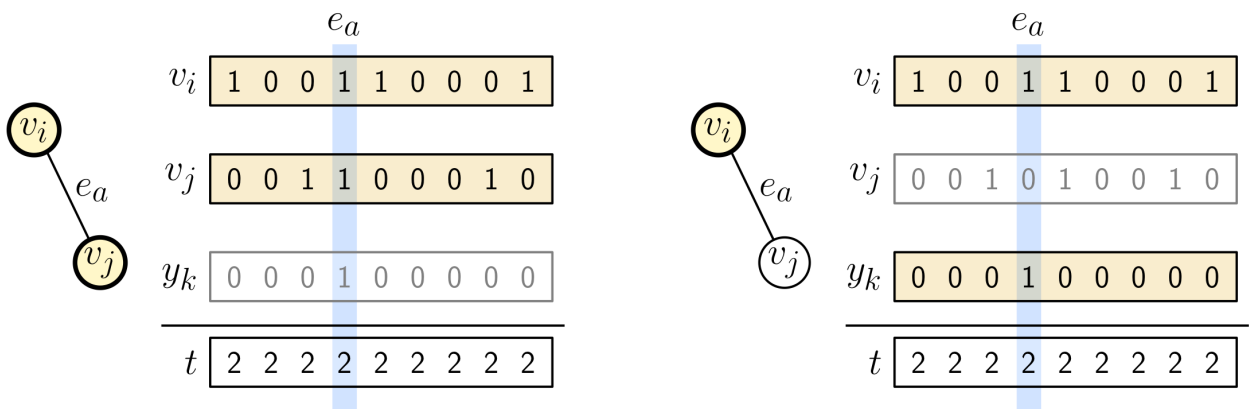 e_a e_a
v_i 1 0 0 1 1 0 0 0 1 v_i 1 0 0 1 1 0 0 0 1
v_i v_i
v_j 0 0 1 1 0 0 0 1 0 v_j 0 0 1 0 1 0 0 1 0
e_a e_a
v_j v_j
y_k 0 0 0 1 0 0 0 0 0 y_k 0 0 0 1 0 0 0 0 0
t 2 2 2 2 2 2 2 2 2 t 2 2 2 2 2 2 2 2 2